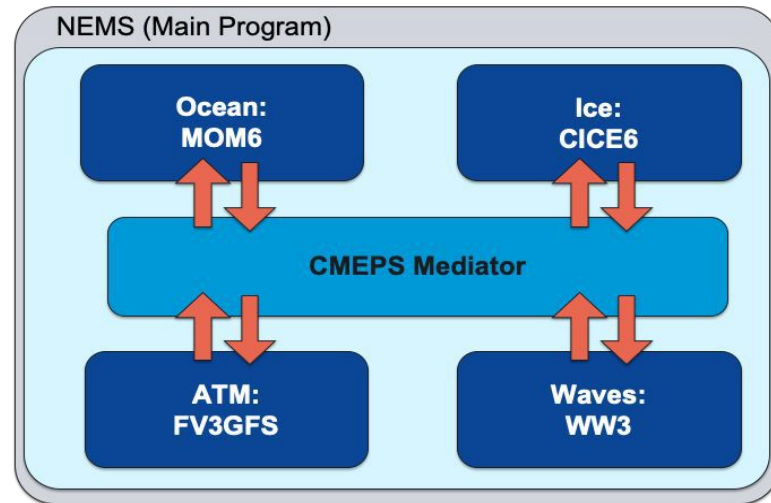 NEMS (Main Program)
Ocean:
MOM6
Ice:
CICE6
CMEPS Mediator
ATM:
FV3GFS
Waves:
WW3